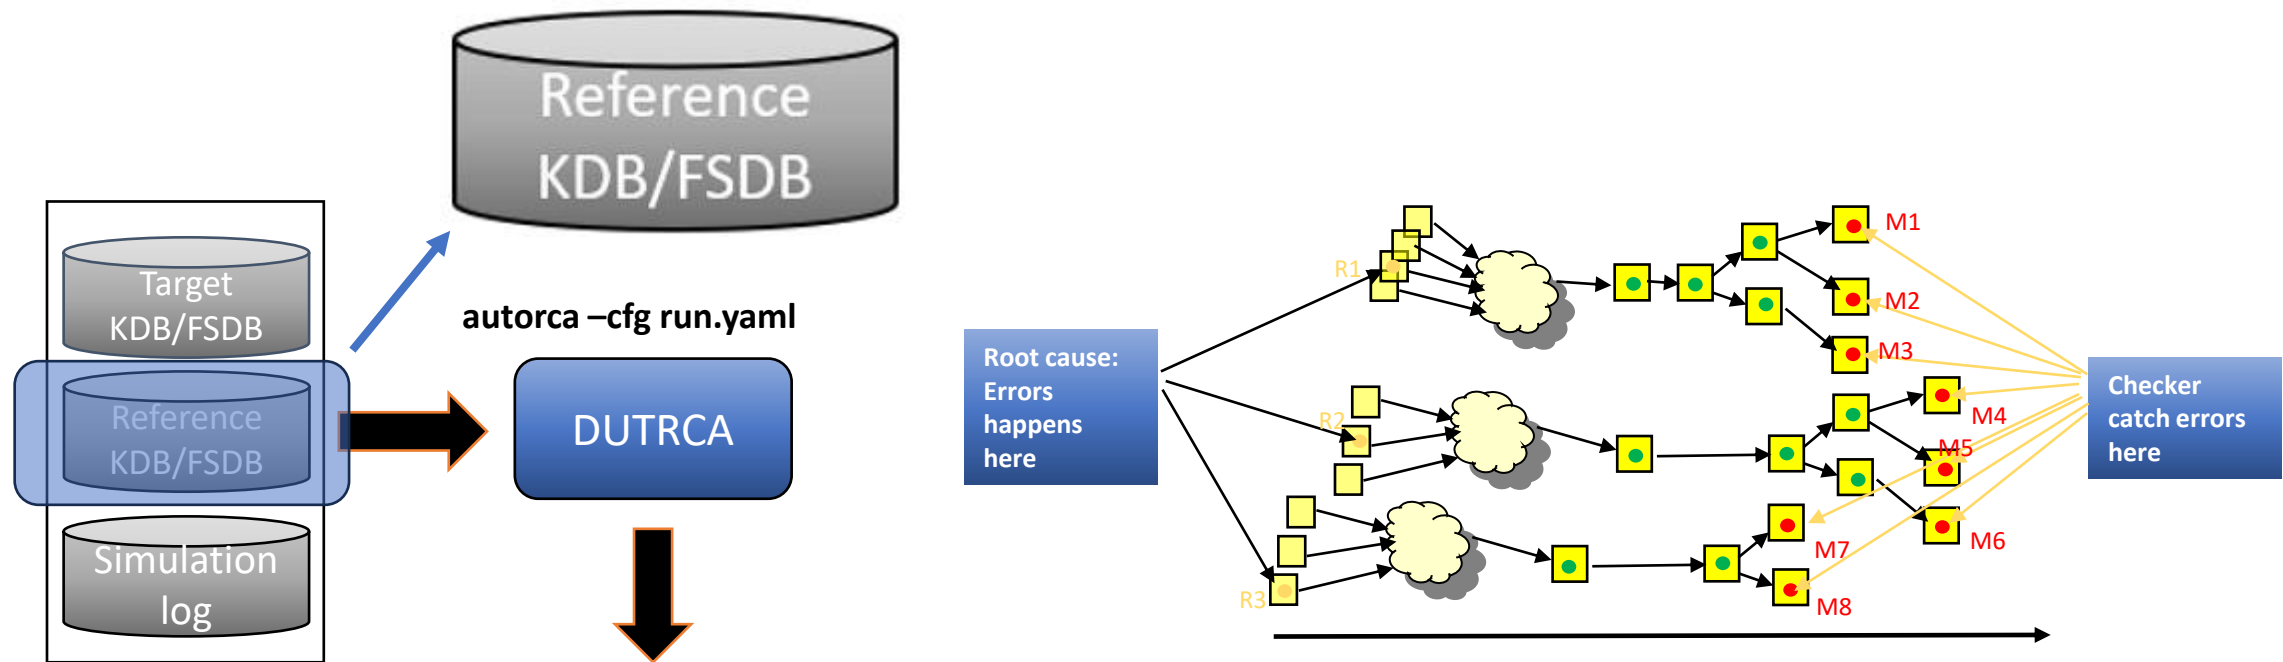 Reference
KDB/FSDB
Target
KDB/FSDB
Reference
KDB/FSDB
Simulation
log
autorca –cfg run.yaml
DUTRCA
Root cause:
Errors
happens
here
R1
R2
R3
M1
M2
M3
M4
M5
M6
M7
M8
Checker
catch errors
here